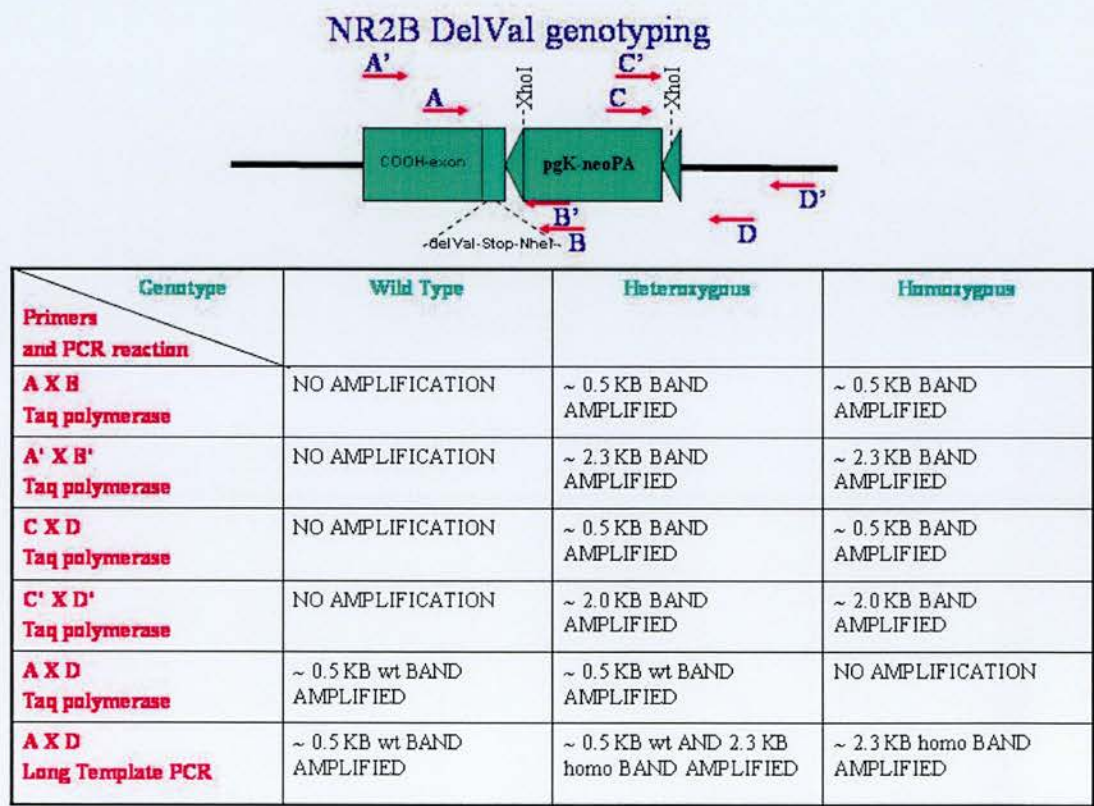 NR2B DelVal genotyping
A'
C'
A
XhoI
C
XhoI
COOH-exon
pgK-neoPA
B'
D'
delVal-Stop-NheI
B
D
Genotype
Wild Type
Heterozygous
Homozygous
Primers
and PCR reaction
A X B
Taq polymerase
NO AMPLIFICATION
~ 0.5 KB BAND
AMPLIFIED
~ 0.5 KB BAND
AMPLIFIED
A' X B'
Taq polymerase
NO AMPLIFICATION
~ 2.3 KB BAND
AMPLIFIED
~ 2.3 KB BAND
AMPLIFIED
C X D
Taq polymerase
NO AMPLIFICATION
~ 0.5 KB BAND
AMPLIFIED
~ 0.5 KB BAND
AMPLIFIED
C' X D'
Taq polymerase
NO AMPLIFICATION
~ 2.0 KB BAND
AMPLIFIED
~ 2.0 KB BAND
AMPLIFIED
A X D
Taq polymerase
~ 0.5 KB wt BAND
AMPLIFIED
~ 0.5 KB wt BAND
AMPLIFIED
NO AMPLIFICATION
A X D
Long Template PCR
~ 0.5 KB wt BAND
AMPLIFIED
~ 0.5 KB wt AND 2.3 KB
homo BAND AMPLIFIED
~ 2.3 KB homo BAND
AMPLIFIED